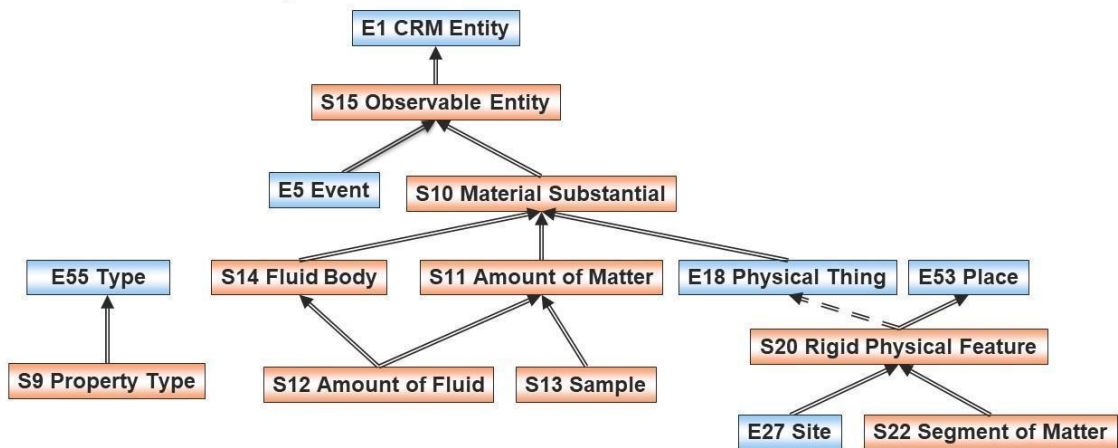 E1 CRM Entity
S15 Observable Entity
E5 Event
S10 Material Substantial
E55 Type
S14 Fluid Body
S11 Amount of Matter
E18 Physical Thing
E53 Place
S20 Rigid Physical Feature
S9 Property Type
S12 Amount of Fluid
S13 Sample
E27 Site
S22 Segment of Matter